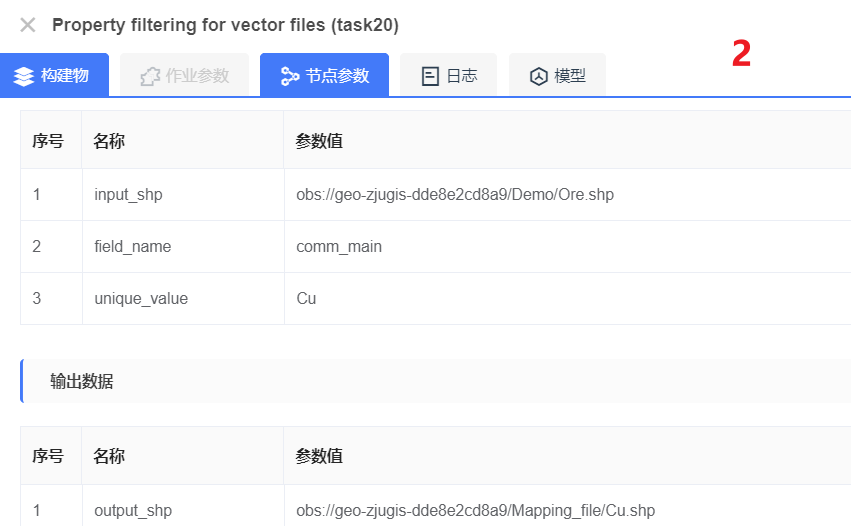 Property filtering for vector files (task20)
2
构建物 作业参数 节点参数 日志 模型
序号 名称 参数值
1 input_shp obs://geo-zjugis-dde8e2cd8a9/Demo/Ore.shp
2 field_name comm_main
3 unique_value Cu
输出数据
序号 名称 参数值
1 output_shp obs://geo-zjugis-dde8e2cd8a9/Mapping_file/Cu.shp